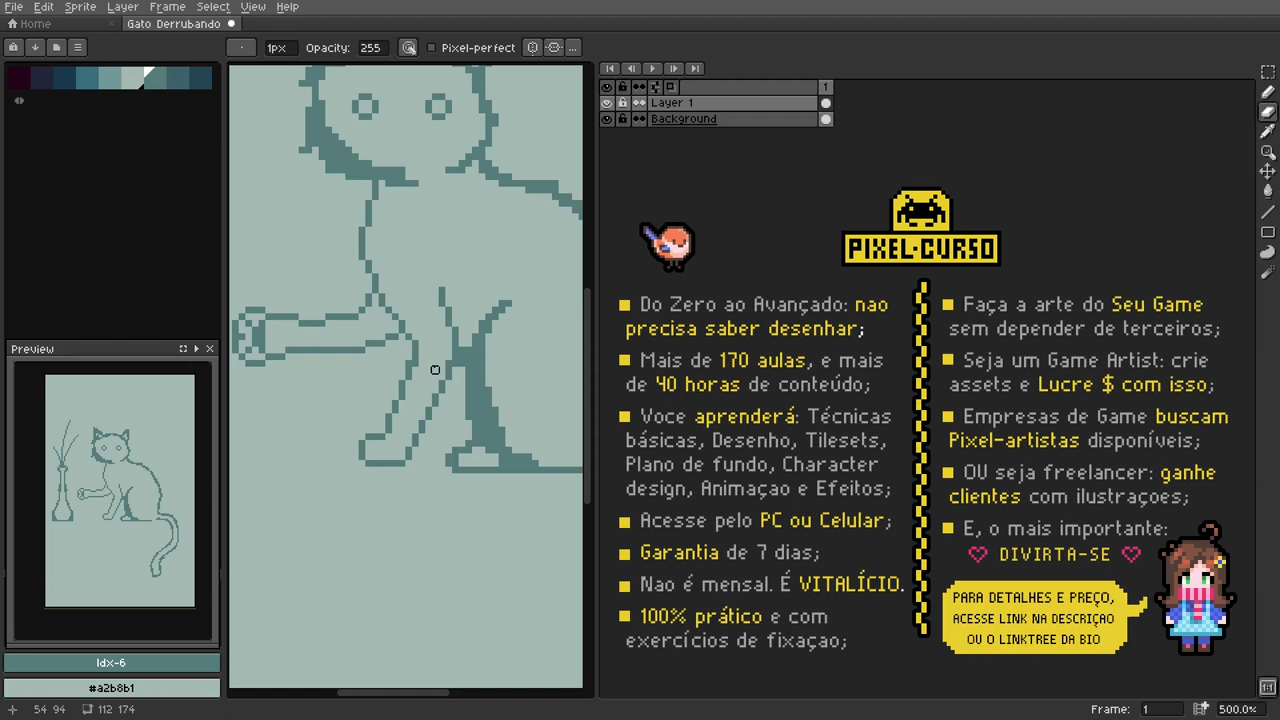 File Edit Sprite Layer Frame Select View Help
Home Gato Derrubando
1px Opacity: 255 Pixel-perfect ...
1
Layer 1
Background
PIXEL·CURSO
Do Zero ao Avançado: nao
precisa saber desenhar;
Mais de 170 aulas, e mais
de 40 horas de conteúdo;
Voce aprenderá: Técnicas
básicas, Desenho, Tilesets,
Plano de fundo, Character
design, Animaçao e Efeitos;
Acesse pelo PC ou Celular;
Garantia de 7 dias;
Nao é mensal. É VITALÍCIO.
100% prático e com
exercícios de fixaçao;
Faça a arte do Seu Game
sem depender de terceiros;
Seja um Game Artist: crie
assets e Lucre $ com isso;
Empresas de Game buscam
Pixel-artistas disponíveis;
OU seja freelancer: ganhe
clientes com ilustraçoes;
E, o mais importante:
DIVIRTA-SE
PARA DETALHES E PREÇO,
ACESSE LINK NA DESCRIÇAO
OU O LINKTREE DA BIO
Preview
Idx-6
#a2b8b1
54 94 112 174
Frame: 1 500.0%
1:1